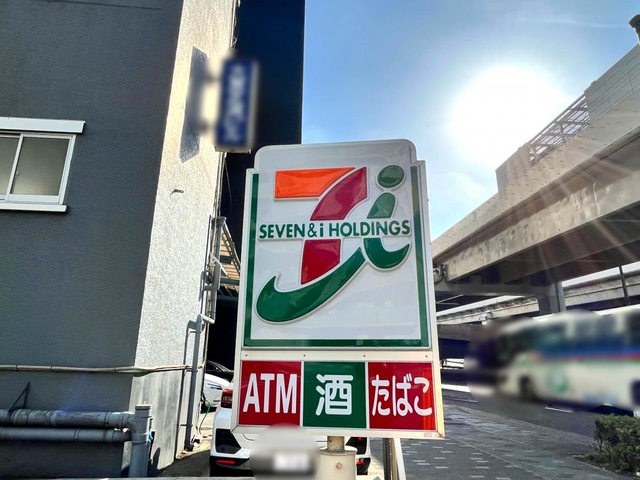 SEVEN & i HOLDINGS
ATM 酒 たばこ